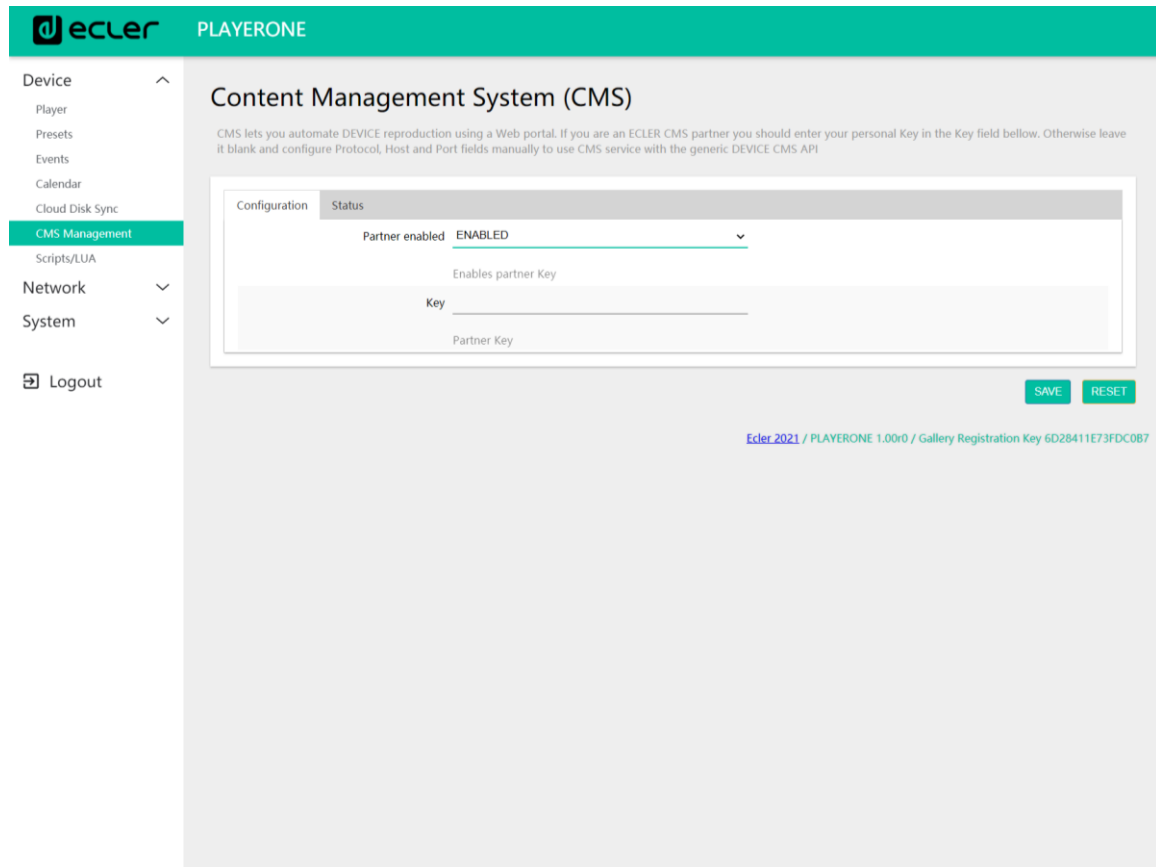 ecler
PLAYERONE
Device
Player
Presets
Events
Calendar
Cloud Disk Sync
CMS Management
Scripts/LUA
Network
System
Logout
Content Management System (CMS)
CMS lets you automate DEVICE reproduction using a Web portal. If you are an ECLER CMS partner you should enter your personal Key in the Key field bellow. Otherwise leave
it blank and configure Protocol, Host and Port fields manually to use CMS service with the generic DEVICE CMS API
Configuration Status
Partner enabled ENABLED
Enables partner Key
Key
Partner Key
SAVE RESET
Ecler 2021 / PLAYERONE 1.00r0 / Gallery Registration Key 6D28411E73FDC0B7